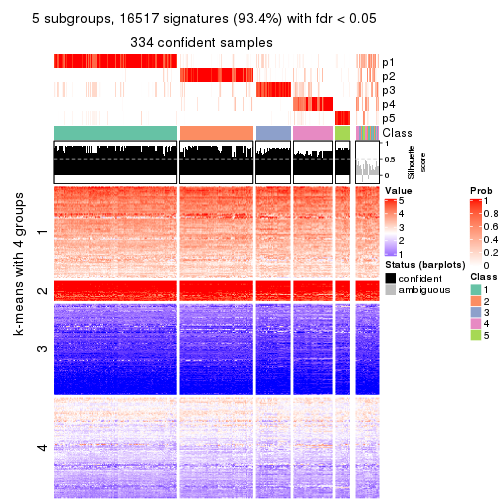 5 subgroups, 16517 signatures (93.4%) with fdr < 0.05
334 confident samples
p1
p2
p3
p4
p5
Class
1
0.5
0
Silhouette
score
k-means with 4 groups
1
2
3
4
Value
5
4
3
2
1
Status (barplots)
confident
ambiguous
Prob
1
0.8
0.6
0.4
0.2
0
Class
1
2
3
4
5